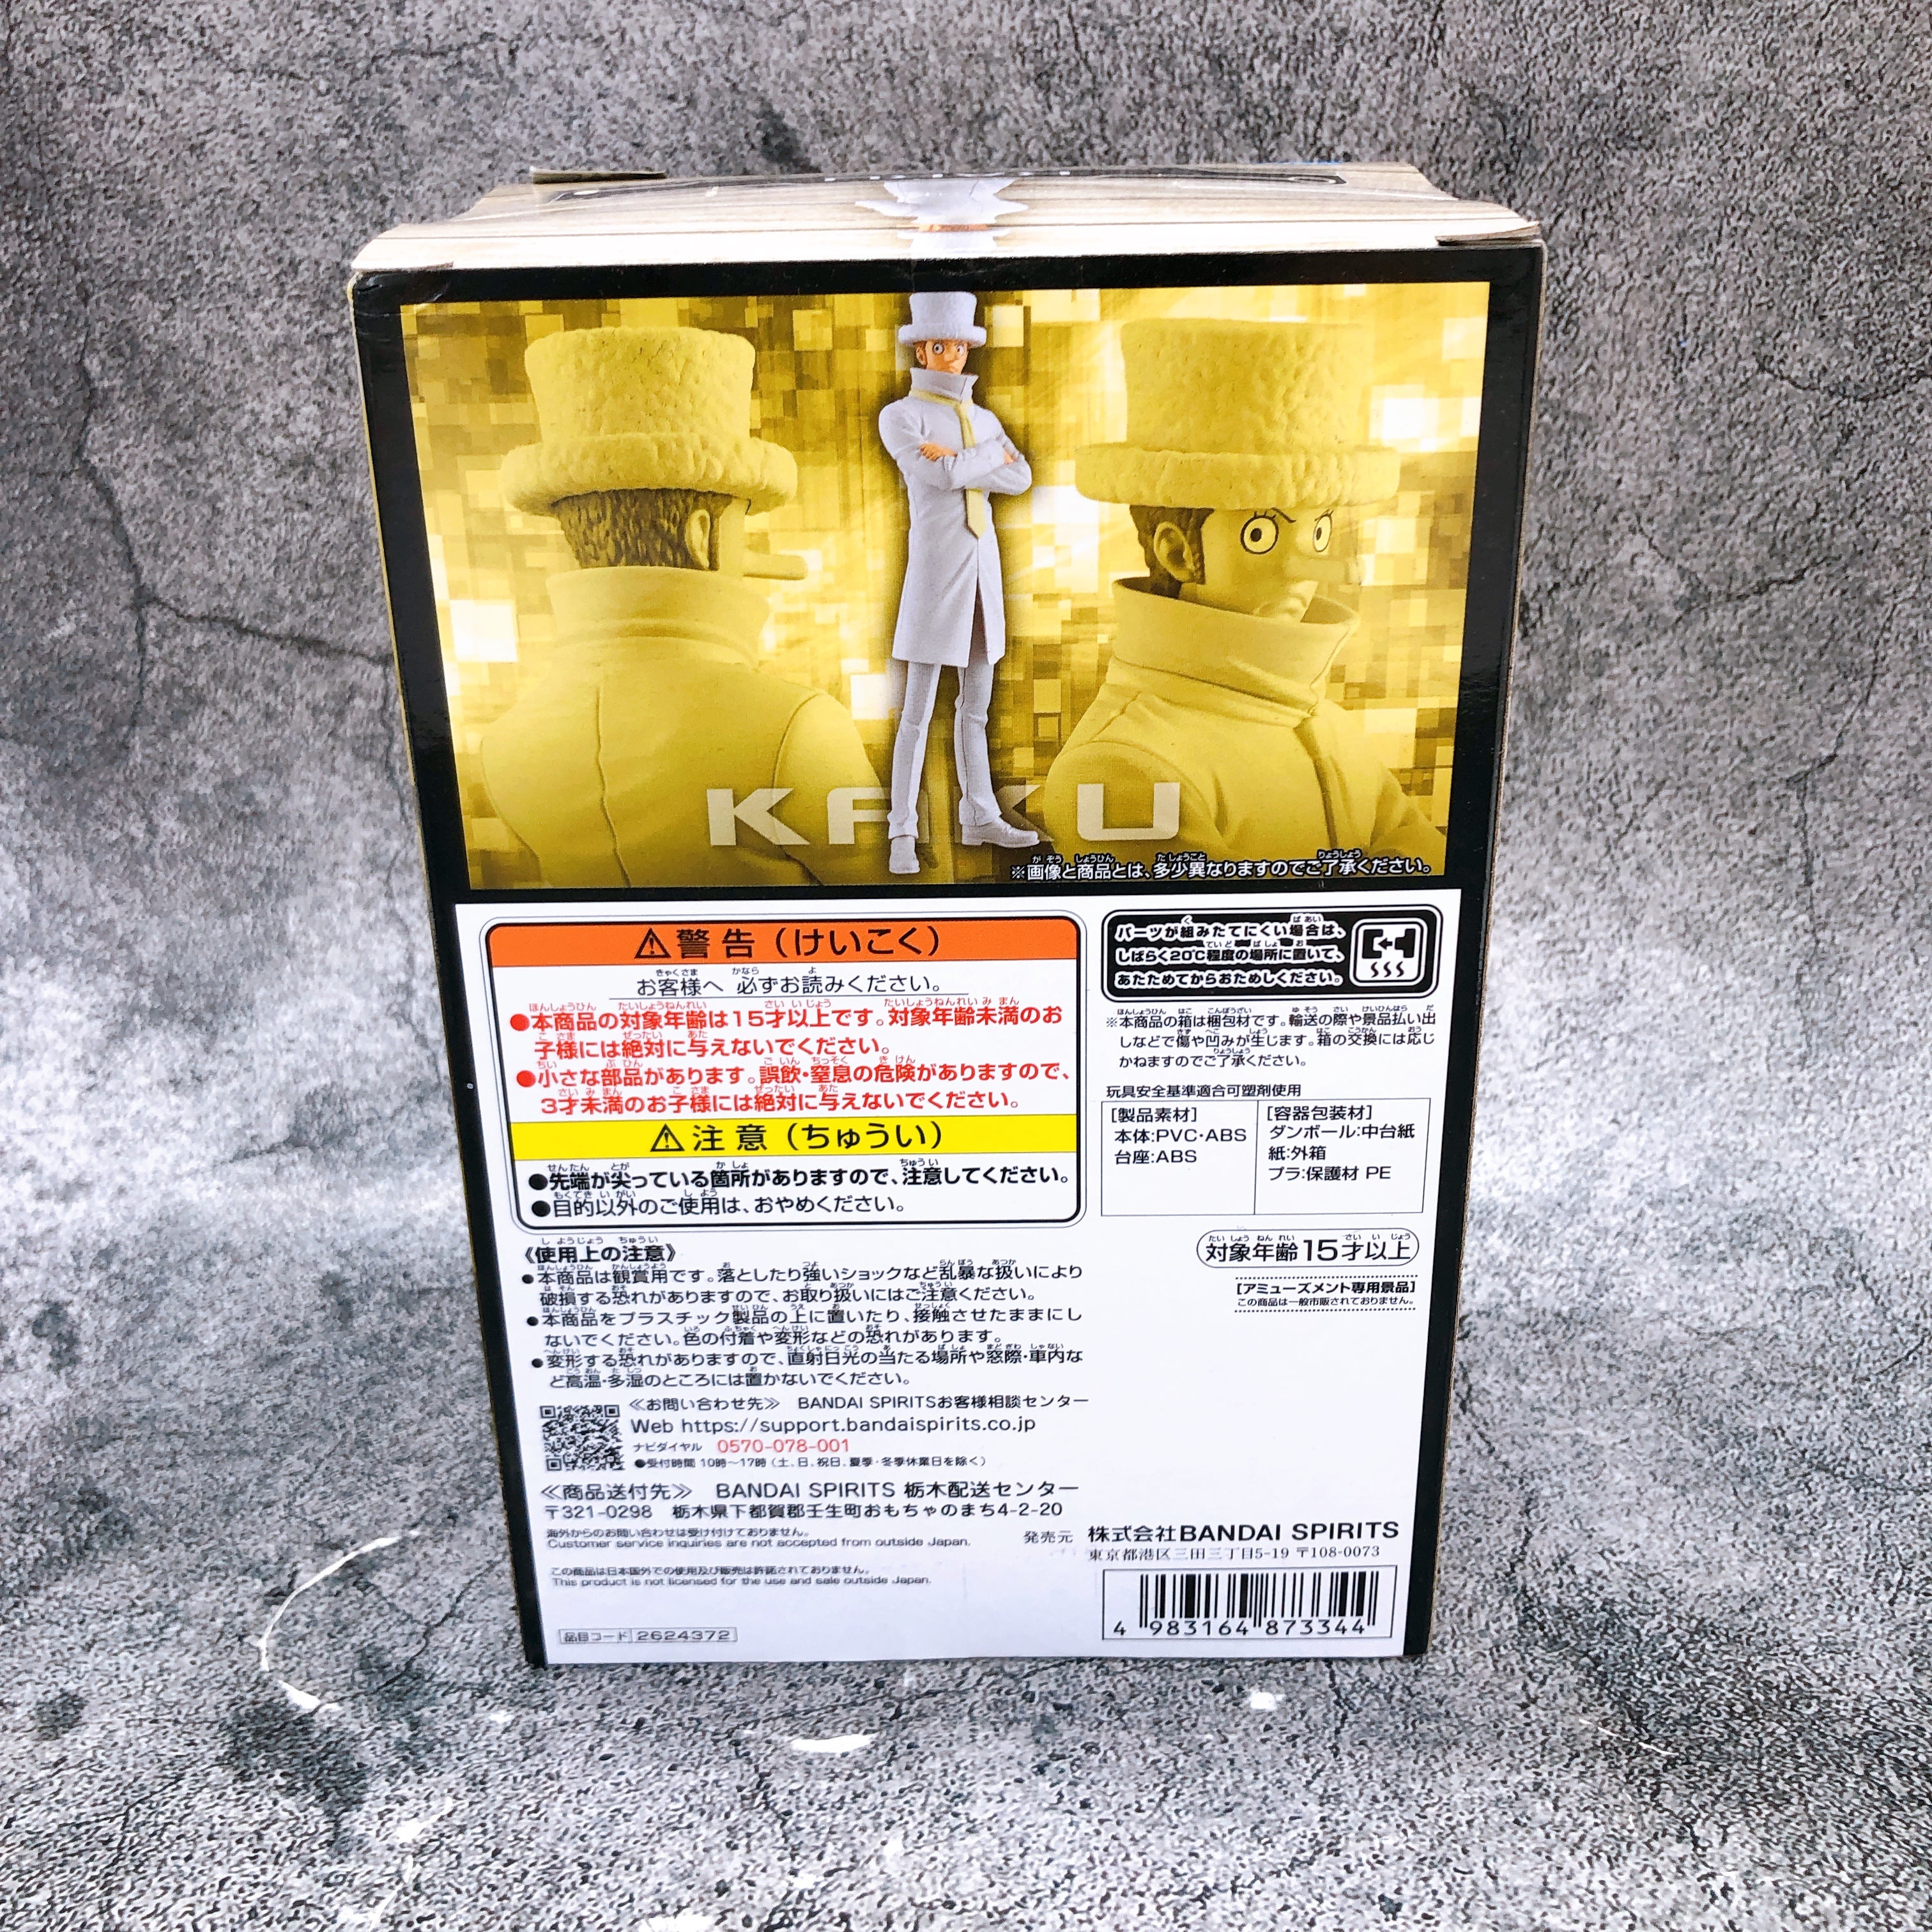 KAKU
※画像と商品とは、多少異なりますのでご了承ください。
⚠警告（けいこく）
お客様へ 必ずお読みください。
●本商品の対象年齢は15才以上です。対象年齢未満のお
子様には絶対に与えないでください。
●小さな部品があります。誤飲・窒息の危険がありますので、
3才未満のお子様には絶対に与えないでください。
⚠注意（ちゅうい）
●先端が尖っている箇所がありますので、注意してください。
●目的以外のご使用は、おやめください。
《使用上の注意》
●本商品は観賞用です。落としたり強いショックなど乱暴な扱いにより
破損する恐れがありますので、お取り扱いにはご注意ください。
●本商品をプラスチック製品の上に置いたり、接触させたままにし
ないでください。色の付着や変形などの恐れがあります。
●変形する恐れがありますので、直射日光の当たる場所や窓際・車内な
ど高温・多湿のところには置かないでください。
≪お問い合わせ先≫ BANDAI SPIRITSお客様相談センター
Web https://support.bandaispirits.co.jp
ナビダイヤル 0570-078-001
●受付時間 10時～17時（土、日、祝日、夏季・冬季休業日を除く）
≪商品送付先≫ BANDAI SPIRITS 栃木配送センター
〒321-0298 栃木県下都賀郡壬生町おもちゃのまち4-2-20
海外からのお問い合わせは受け付けておりません。
Customer service inquiries are not accepted from outside Japan.
この商品は日本国外での使用及び販売は許諾されておりません。
This product is not licensed for the use and sale outside Japan.
品目コード 2624372
パーツが組みたてにくい場合は、
しばらく20℃程度の場所に置いて、
あたためてからおためしください。
※本商品の箱は梱包材です。輸送の際や景品払い出
しなどで傷や凹みが生じます。箱の交換には応じ
かねますのでご了承ください。
玩具安全基準適合可塑剤使用
[製品素材]
本体:PVC・ABS
台座:ABS
[容器包装材]
ダンボール:中台紙
紙:外箱
プラ:保護材 PE
対象年齢15才以上
[アミューズメント専用景品]
この商品は一般市販されておりません。
発売元 株式会社BANDAI SPIRITS
東京都港区三田三丁目5-19 〒108-0073
4 983164 873344